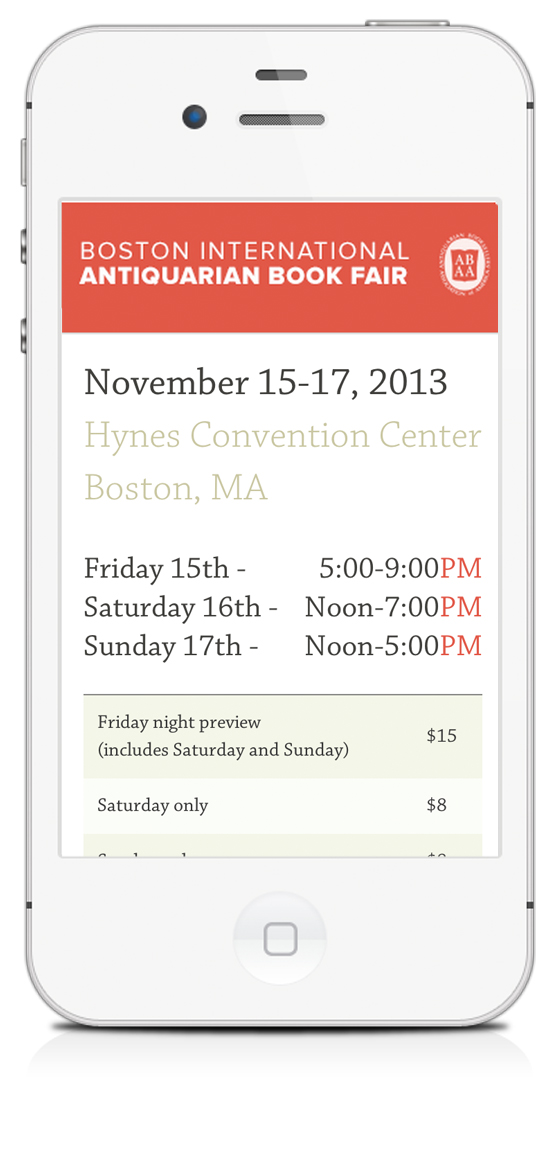 BOSTON INTERNATIONAL
ANTIQUARIAN BOOK FAIR
AB
AA
November 15-17, 2013
Hynes Convention Center
Boston, MA
Friday 15th - 5:00-9:00PM
Saturday 16th - Noon-7:00PM
Sunday 17th - Noon-5:00PM
Friday night preview
(includes Saturday and Sunday) $15
Saturday only $8